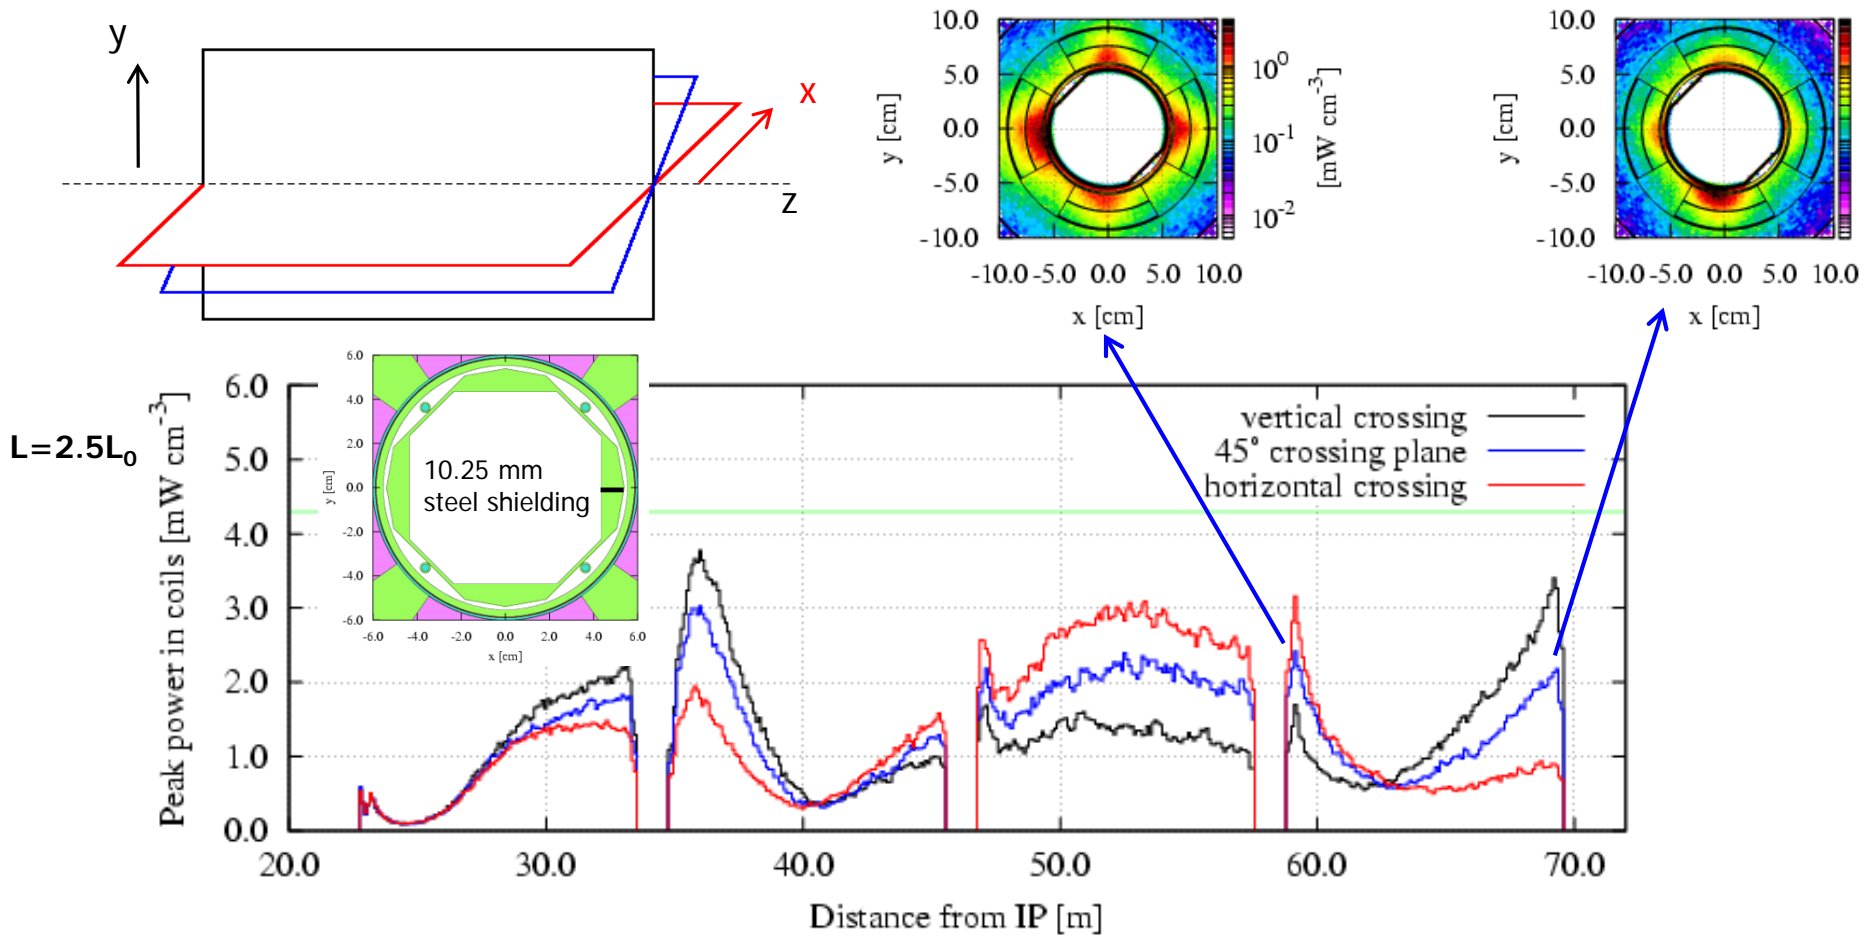 y
x
z
10.0
5.0
0.0
-5.0
-10.0
y [cm]
-10.0 -5.0 0.0 5.0 10.0
x [cm]
10^0
10^-1
10^-2
[mW cm^-3]
10.0
5.0
0.0
-5.0
-10.0
y [cm]
-10.0 -5.0 0.0 5.0 10.0
x [cm]
L=2.5L₀
6.0
4.0
2.0
0.0
-2.0
-4.0
-6.0
y [cm]
10.25 mm
steel shielding
-6.0 -4.0 -2.0 0.0 2.0 4.0 6.0
x [cm]
vertical crossing
45° crossing plane
horizontal crossing
Peak power in coils [mW cm^-3]
6.0
5.0
4.0
3.0
2.0
1.0
0.0
20.0 30.0 40.0 50.0 60.0 70.0
Distance from IP [m]